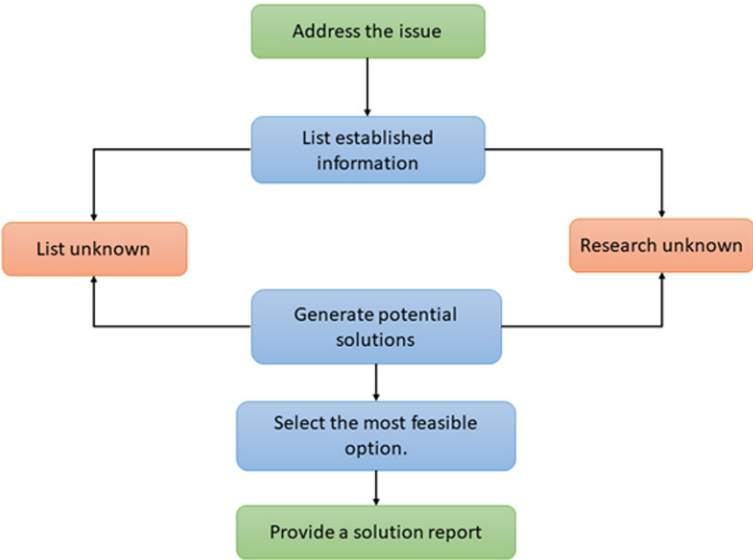 Address the issue
List established
information
List unknown
Research unknown
Generate potential
solutions
Select the most feasible
option.
Provide a solution report